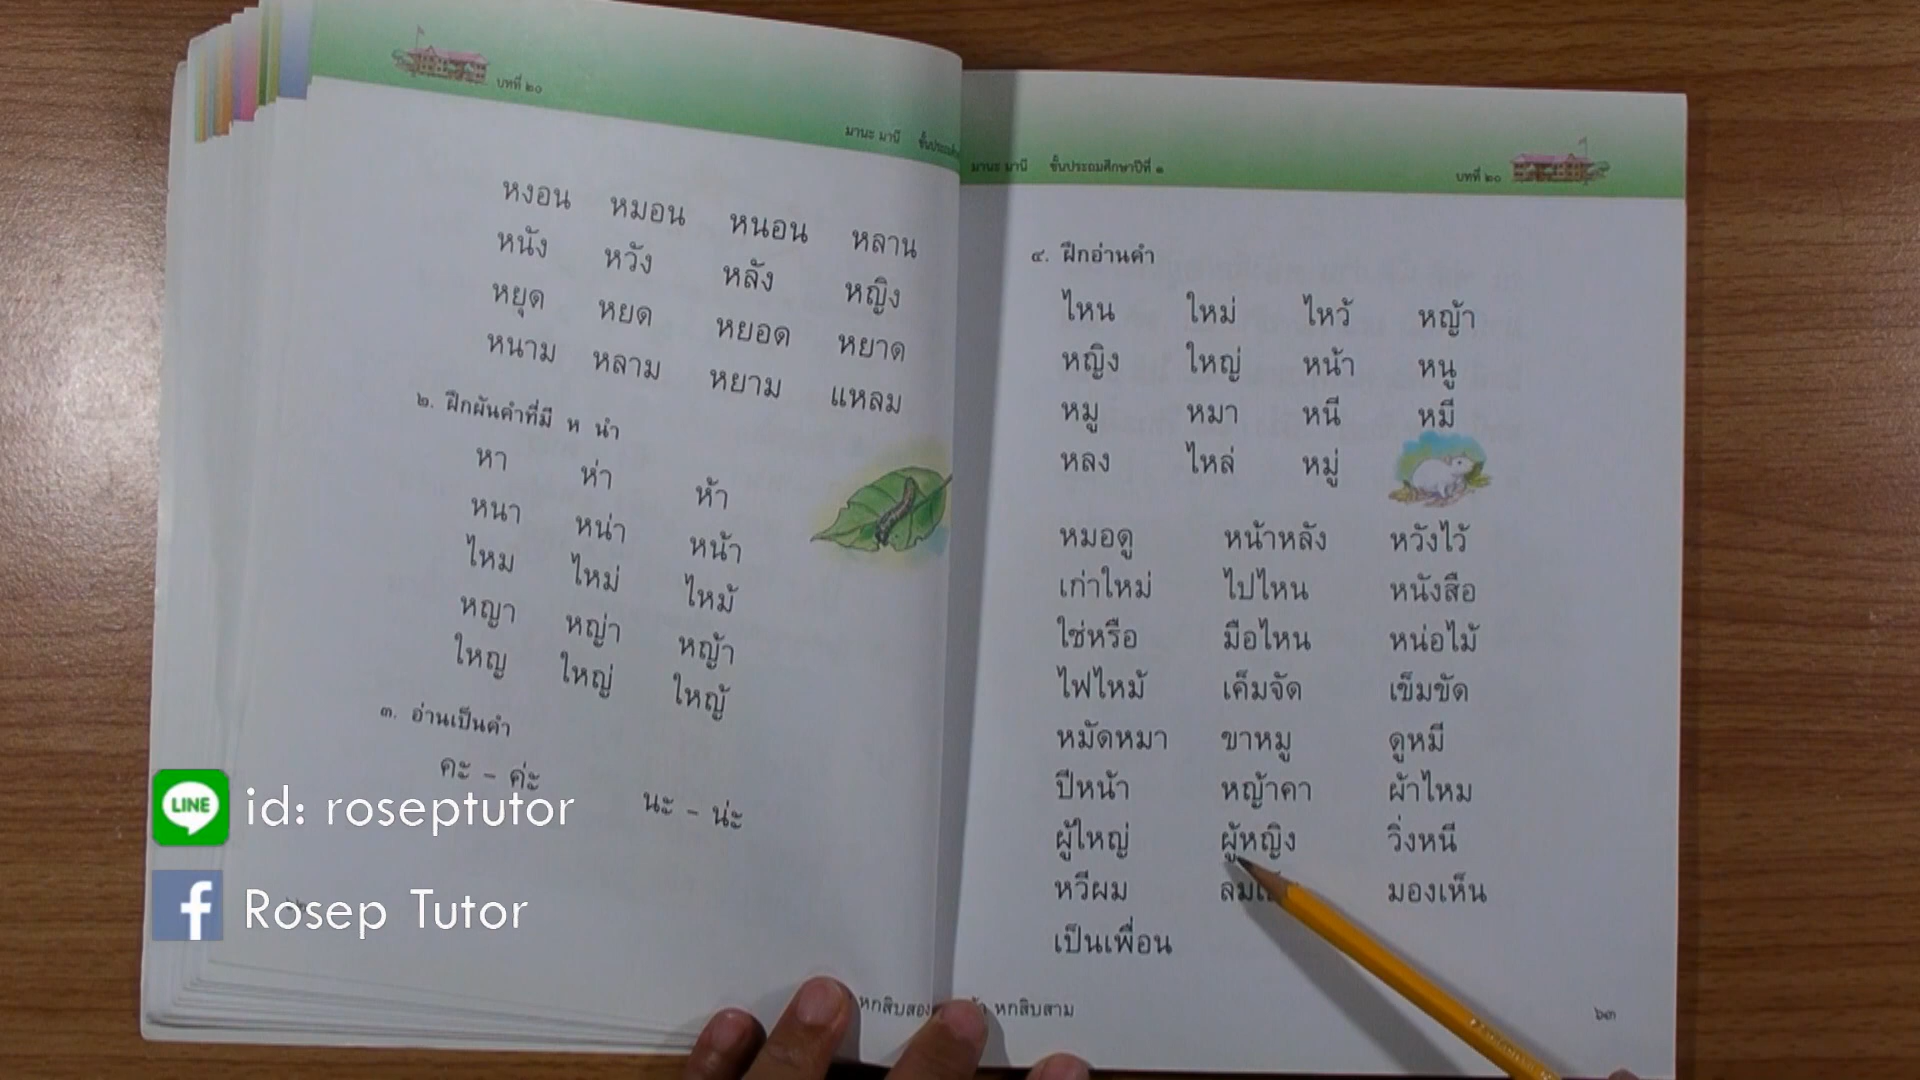 บทที่ ๒๐
มานะ มานี
หงอน หมอน หนอน หลาน
หนัง หวัง หลัง หญิง
หยุด หยด หยอด หยาด
หนาม หลาม หยาม แหลม
๒. ฝึกผันคำที่มี ห นำ
หา ห่า ห้า
หนา หน่า หน้า
ไหม ไหม่ ไหม้
หญา หญ่า หญ้า
ใหญ ใหญ่ ใหญ้
๓. อ่านเป็นคำ
คะ - ค่ะ นะ - น่ะ
หกสิบสอง
LINE id: roseptutor
f Rosep Tutor
มานะ มานี ชั้นประถมศึกษาปีที่ ๑ บทที่ ๒๐
๔. ฝึกอ่านคำ
ไหน ใหม่ ไหว้ หญ้า
หญิง ใหญ่ หน้า หนู
หมู หมา หนี หมี
หลง ไหล่ หมู่
หมอดู หน้าหลัง หวังไว้
เก่าใหม่ ไปไหน หนังสือ
ใช่หรือ มือไหน หน่อไม้
ไฟไหม้ เค็มจัด เข็มขัด
หมัดหมา ขาหมู ดูหมี
ปีหน้า หญ้าคา ผ้าไหม
ผู้ใหญ่ ผู้หญิง วิ่งหนี
หวีผม มองเห็น
เป็นเพื่อน
หกสิบสาม ๖๓